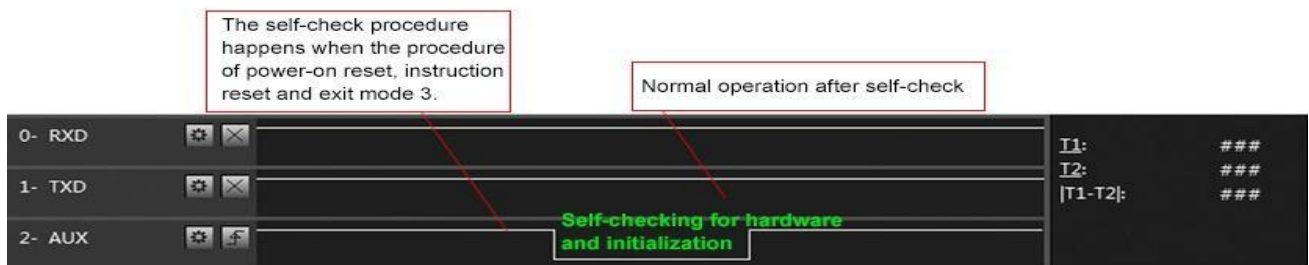 The self-check procedure
happens when the procedure
of power-on reset, instruction
reset and exit mode 3.
Normal operation after self-check
0- RXD
1- TXD
2- AUX
Self-checking for hardware
and initialization
T1: ###
T2: ###
|T1-T2|: ###